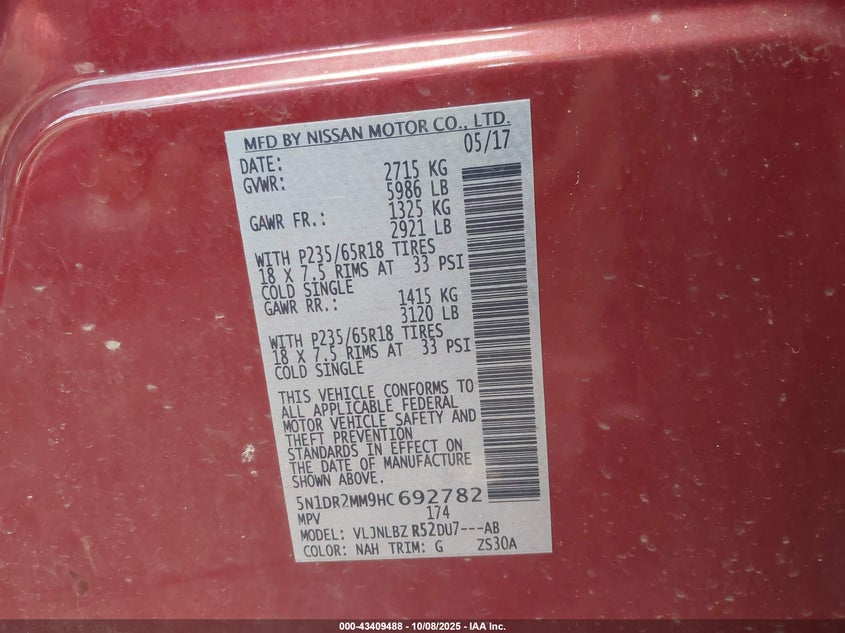 MFD BY NISSAN MOTOR CO., LTD.
DATE: 05/17
GVWR: 2715 KG
5986 LB
GAWR FR.: 1325 KG
2921 LB
WITH P235/65R18 TIRES
18 X 7.5 RIMS AT 33 PSI
COLD SINGLE
GAWR RR.: 1415 KG
3120 LB
WITH P235/65R18 TIRES
18 X 7.5 RIMS AT 33 PSI
COLD SINGLE
THIS VEHICLE CONFORMS TO
ALL APPLICABLE FEDERAL
MOTOR VEHICLE SAFETY AND
THEFT PREVENTION
STANDARDS IN EFFECT ON
THE DATE OF MANUFACTURE
SHOWN ABOVE.
5N1DR2MM9HC692782
MPV 174
MODEL: VLJNLBZ R52DU7---AB
COLOR: NAH TRIM: G ZS30A
000-43409488 - 10/08/2025 - IAA Inc.